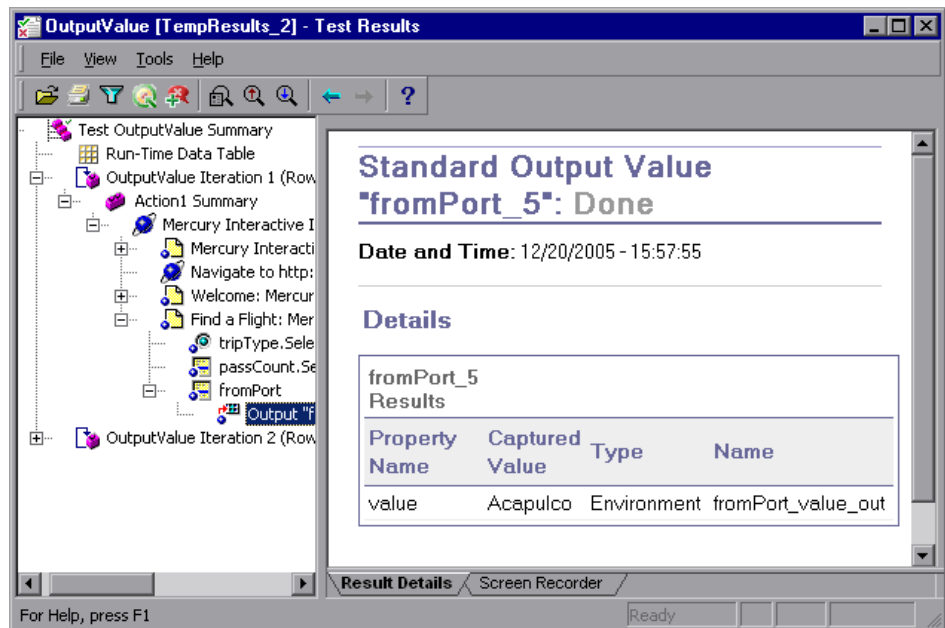 OutputValue [TempResults_2] - Test Results
File View Tools Help
?
Test OutputValue Summary
Run-Time Data Table
OutputValue Iteration 1 (Row
Action1 Summary
Mercury Interactive I
Mercury Interacti
Navigate to http:
Welcome: Mercur
Find a Flight: Mer
tripType.Sele
passCount.Se
fromPort
Output "f
OutputValue Iteration 2 (Row
Standard Output Value
"fromPort_5": Done
Date and Time: 12/20/2005 - 15:57:55
Details
fromPort_5
Results
Property Name Captured Value Type Name
value Acapulco Environment fromPort_value_out
Result Details Screen Recorder
For Help, press F1 Ready